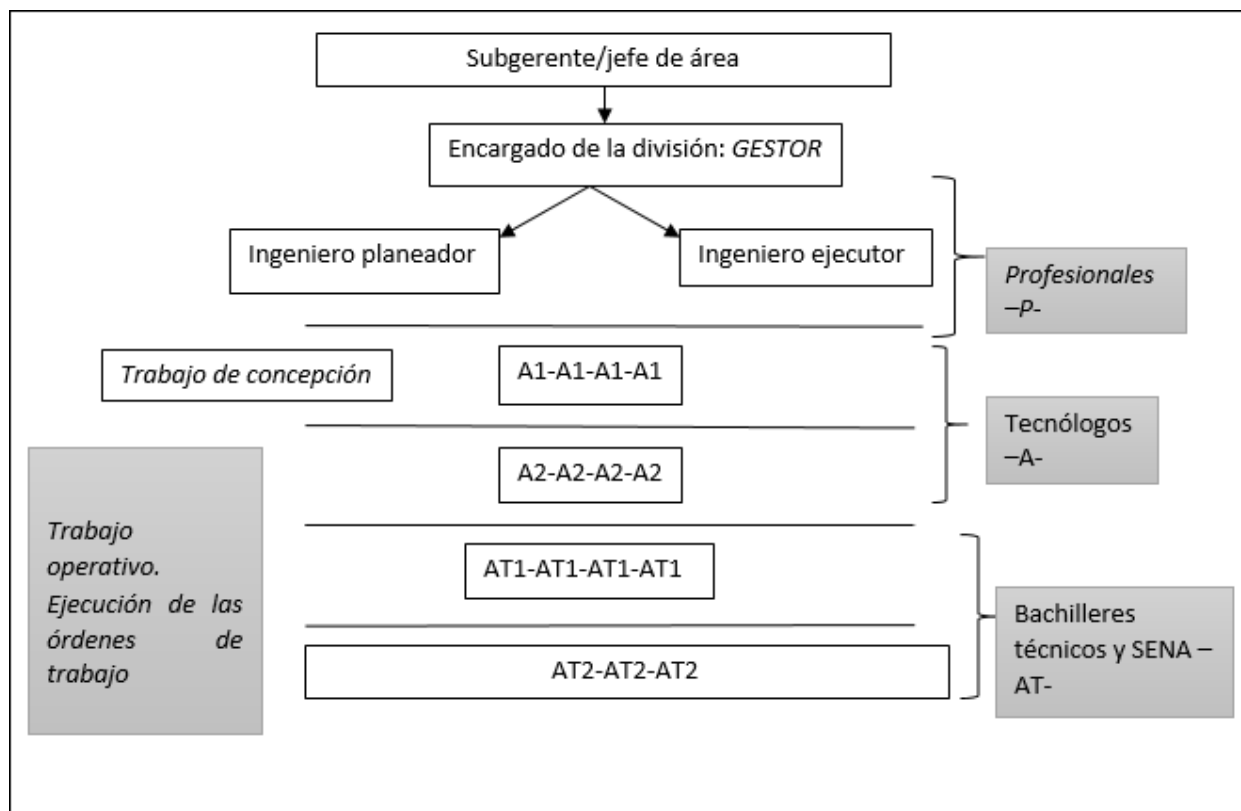 Subgerente/jefe de área
Encargado de la división: GESTOR
Ingeniero planeador
Ingeniero ejecutor
Profesionales
–P-
Trabajo de concepción
A1-A1-A1-A1
Tecnólogos
–A-
A2-A2-A2-A2
Trabajo
operativo.
Ejecución de las
órdenes de
trabajo
AT1-AT1-AT1-AT1
Bachilleres
técnicos y SENA –
AT-
AT2-AT2-AT2